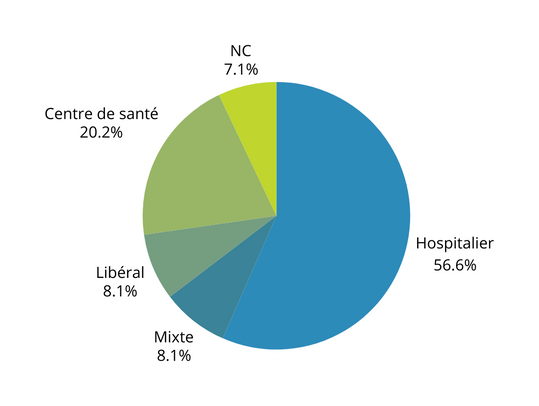 NC
7.1%
Centre de santé
20.2%
Hospitalier
56.6%
Libéral
8.1%
Mixte
8.1%